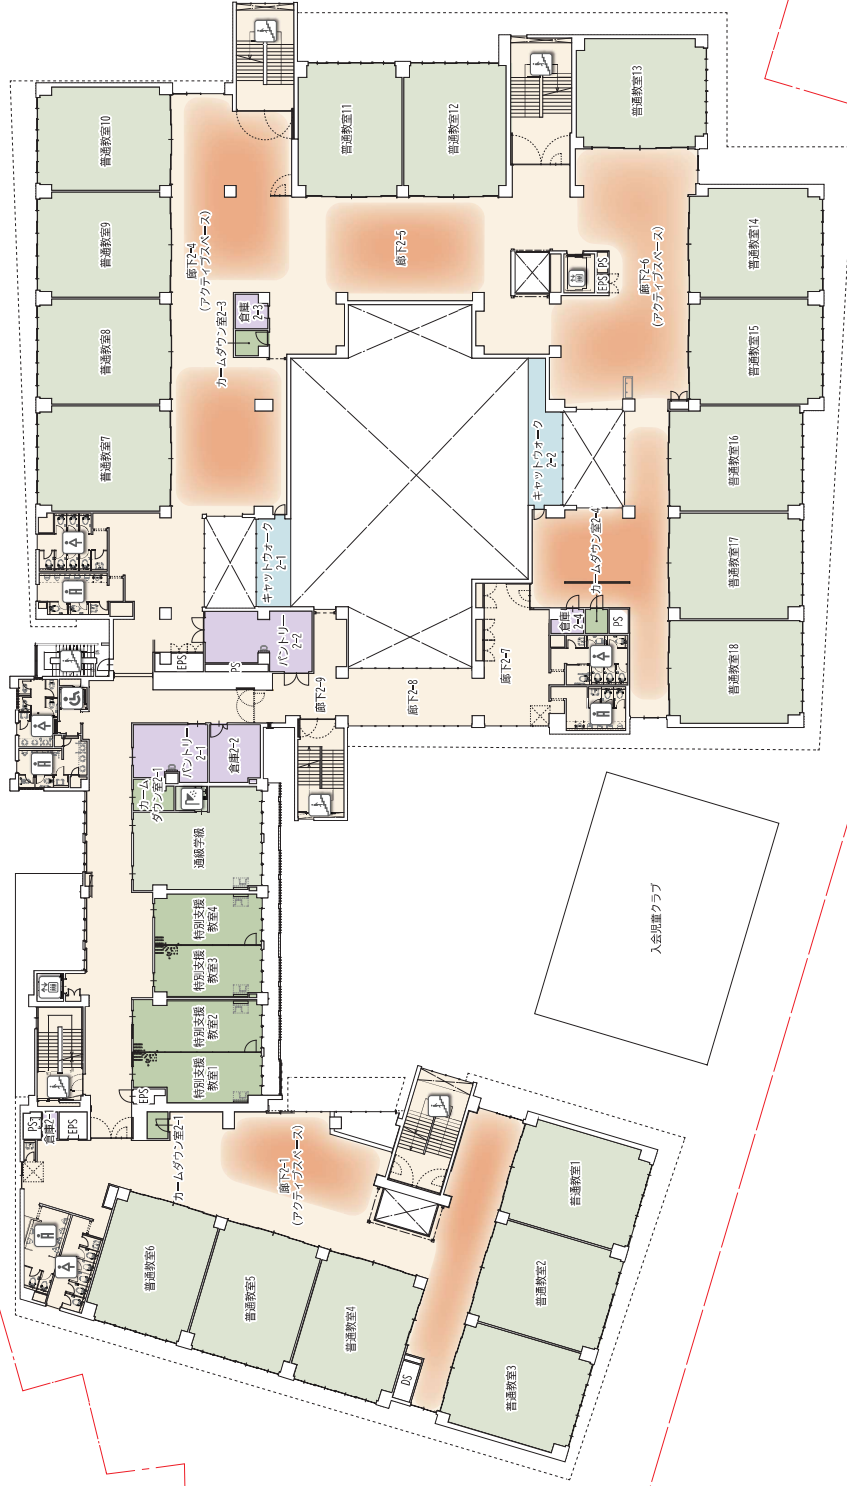 普通教室13
普通教室10
普通教室11
普通教室12
普通教室9
普通教室14
廊下2-4
(アクティブスペース)
廊下2-5
廊下2-6
(アクティブスペース)
EPS
PS
倉庫
2-3
カームダウン室2-3
普通教室8
普通教室15
普通教室7
普通教室16
キャットウォーク
2-2
キャットウォーク
2-1
カームダウン室2-4
普通教室17
倉庫
2-4
PS
パントリー
2-2
EPS
PS
普通教室18
廊下2-7
廊下2-9
廊下2-8
パントリー
2-1
倉庫2-2
カーム
ダウン室2-1
通級学級
特別支援
教室4
特別支援
教室3
特別支援
教室2
特別支援
教室1
入会児童クラブ
EPS
PS
倉庫2-1
EPS
カームダウン室2-1
廊下2-1
(アクティブスペース)
普通教室1
普通教室6
普通教室5
普通教室2
普通教室4
DS
普通教室3